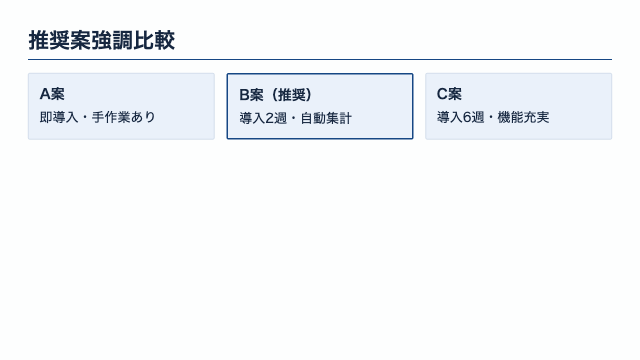 推奨案強調比較
A案
即導入・手作業あり
B案（推奨）
導入2週・自動集計
C案
導入6週・機能充実